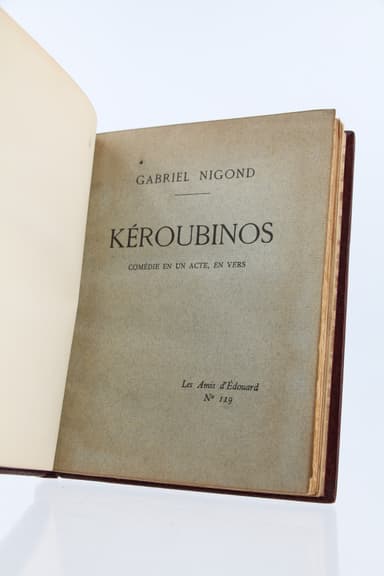 GABRIEL NIGOND
KÉROUBINOS
COMÉDIE EN UN ACTE, EN VERS
Les Amis d'Édouard
Nº 129